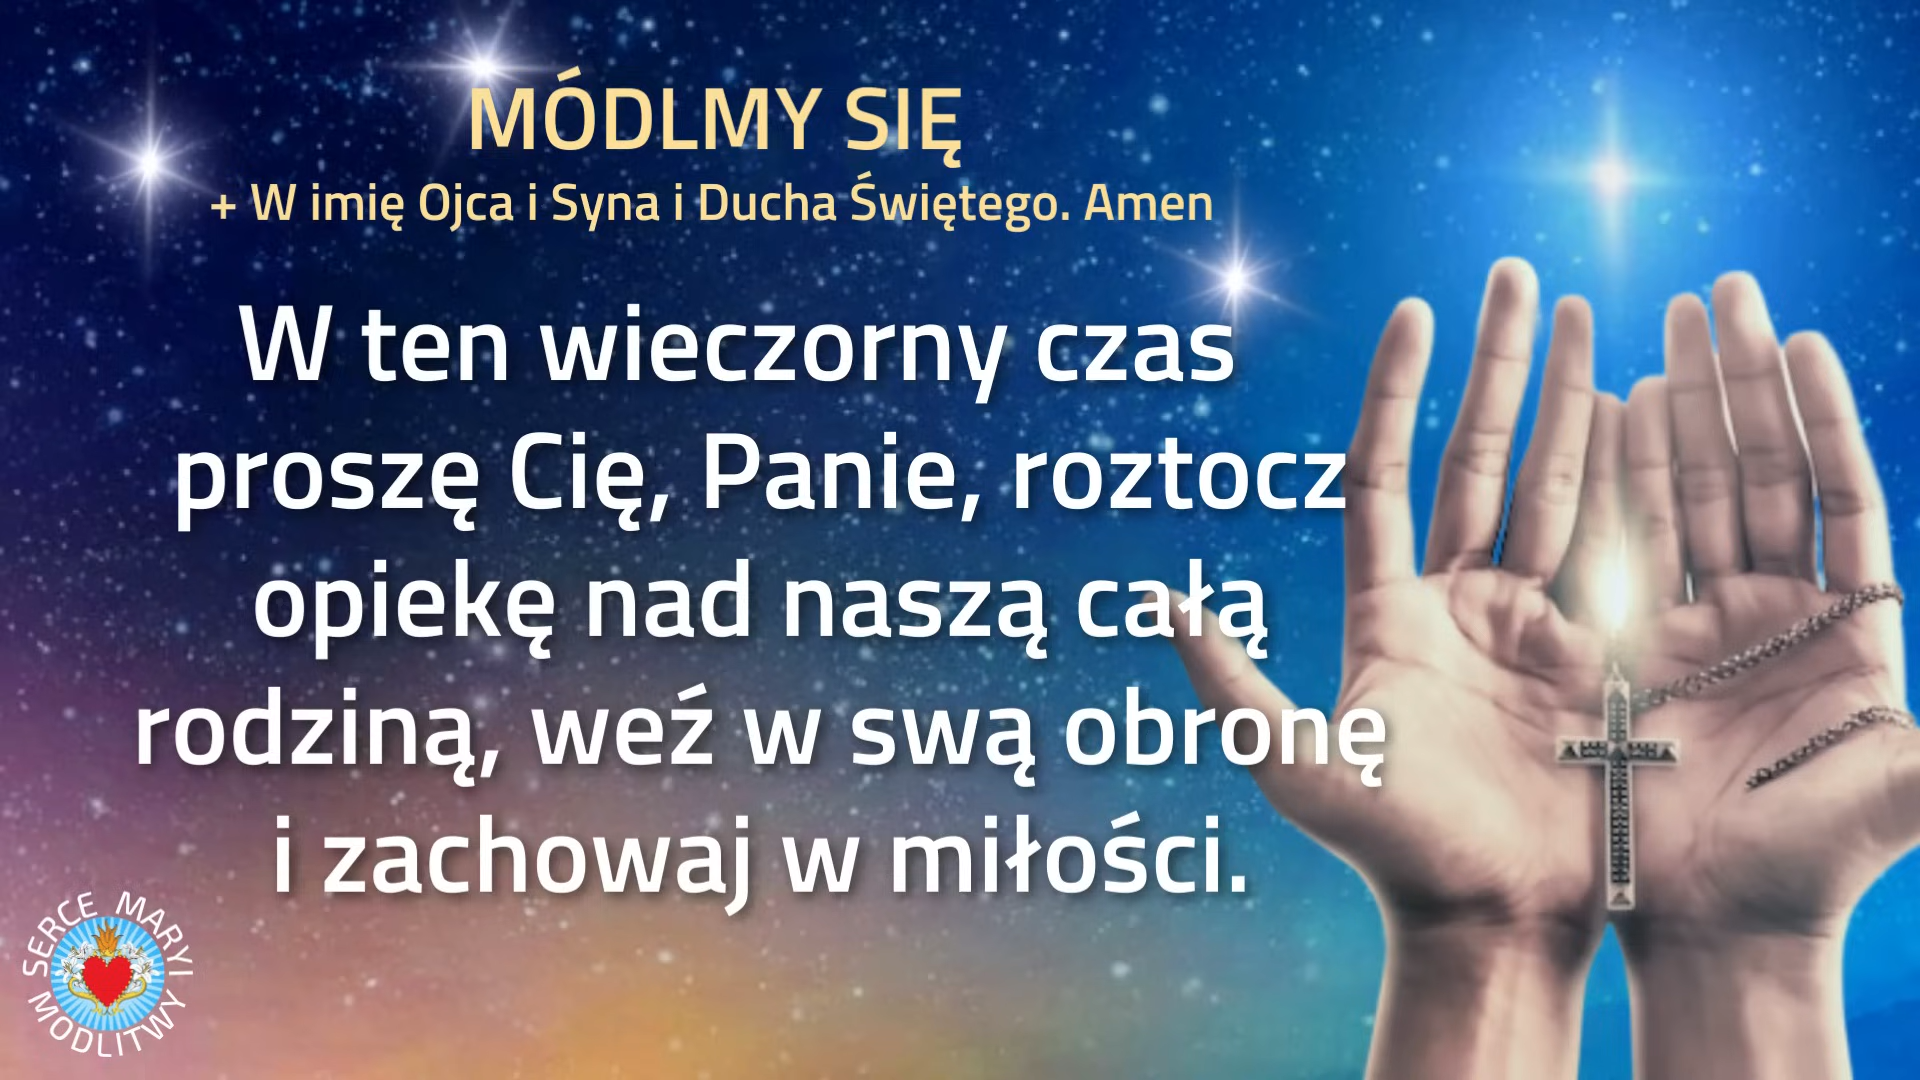 MÓDLMY SIĘ
+ W imię Ojca i Syna i Ducha Świętego. Amen
W ten wieczorny czas
proszę Cię, Panie, roztocz
opiekę nad naszą całą
rodziną, weź w swą obronę
i zachowaj w miłości.
SERCE MARYI
MODLITWY